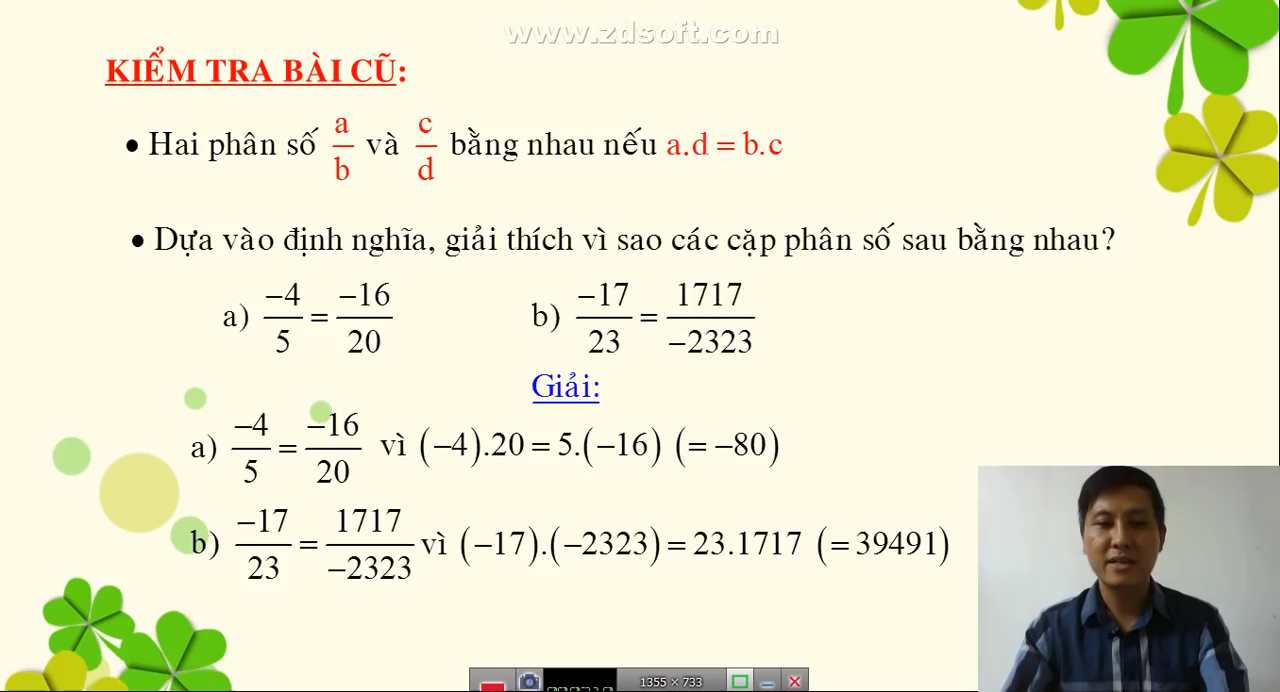 www.zdsoft.com
KIỂM TRA BÀI CŨ:
• Hai phân số a/b và c/d bằng nhau nếu a.d = b.c
• Dựa vào định nghĩa, giải thích vì sao các cặp phân số sau bằng nhau?
a) −4/5 = −16/20 b) −17/23 = 1717/−2323
Giải:
a) −4/5 = −16/20 vì (−4).20 = 5.(−16) (= −80)
b) −17/23 = 1717/−2323 vì (−17).(−2323) = 23.1717 (= 39491)
1355 × 733